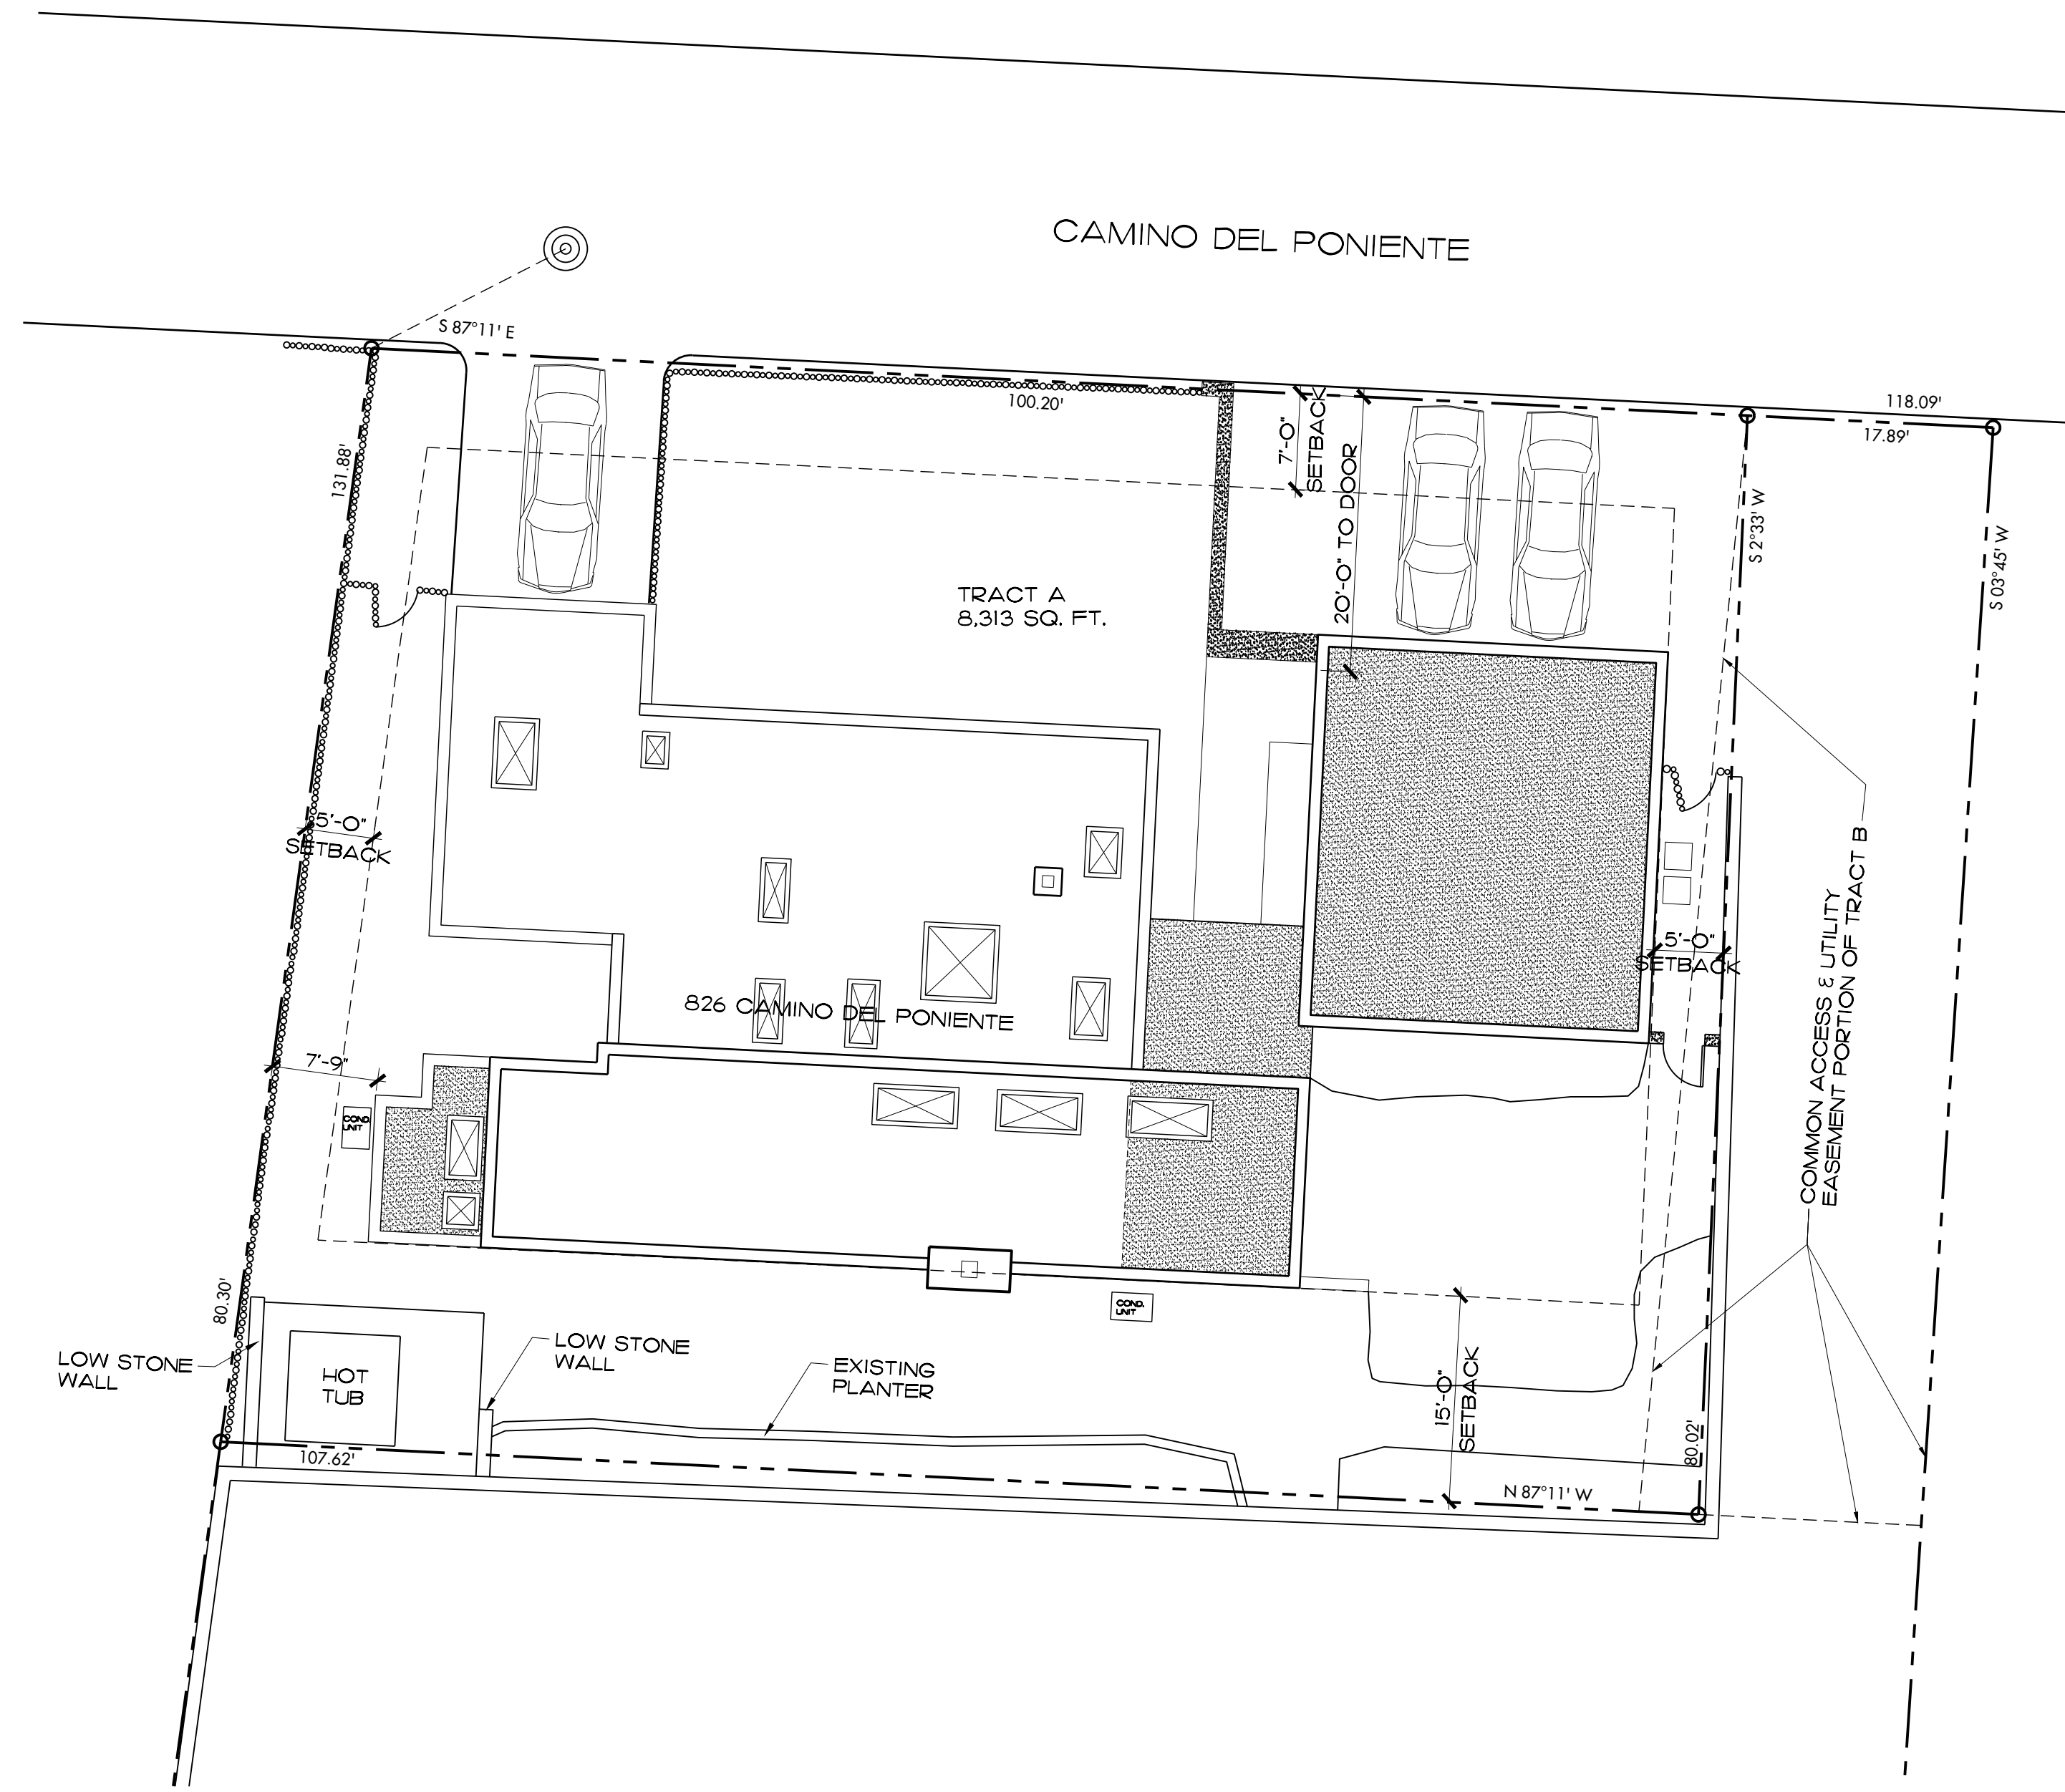 CAMINO DEL PONIENTE
S 87°11' E
100.20'
118.09'
17.89'
131.88'
7'-0"
SETBACK
20'-0" TO DOOR
S 2°33' W
S 03°45' W
TRACT A
8,313 SQ. FT.
5'-0"
SETBACK
5'-0"
SETBACK
COMMON ACCESS & UTILITY
EASEMENT PORTION OF TRACT B
826 CAMINO DEL PONIENTE
7'-9"
COND.
UNIT
COND.
UNIT
80.30'
LOW STONE
WALL
HOT
TUB
LOW STONE
WALL
EXISTING
PLANTER
15'-0"
SETBACK
80.02'
107.62'
N 87°11' W